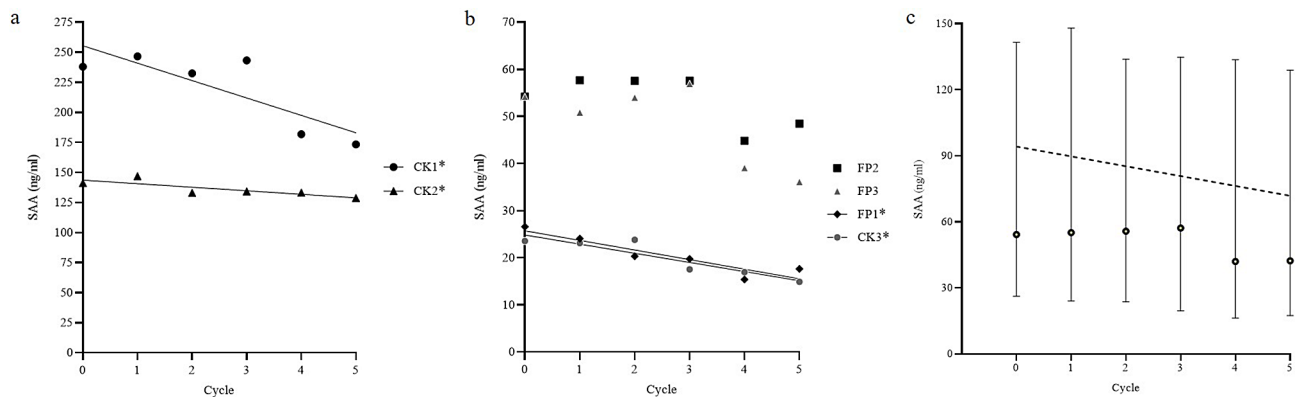 a
SAA (ng/ml)
275
250
225
200
175
150
125
100
75
50
25
0
0 1 2 3 4 5
Cycle
CK1*
CK2*
b
SAA (ng/ml)
70
60
50
40
30
20
10
0
0 1 2 3 4 5
Cycle
FP2
FP3
FP1*
CK3*
c
SAA (ng/ml)
150
120
90
60
30
0
0 1 2 3 4 5
Cycle